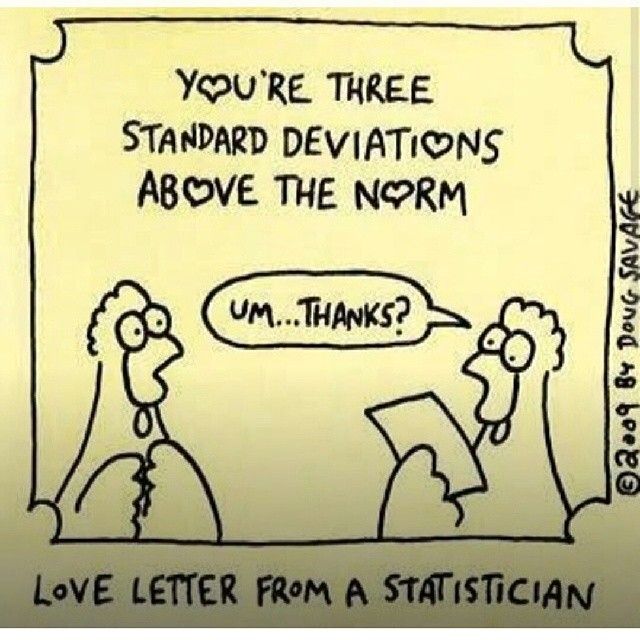 YOU'RE THREE
STANDARD DEVIATIONS
ABOVE THE NORM
UM...THANKS?
©2009 BY DOUG SAVAGE
LOVE LETTER FROM A STATISTICIAN